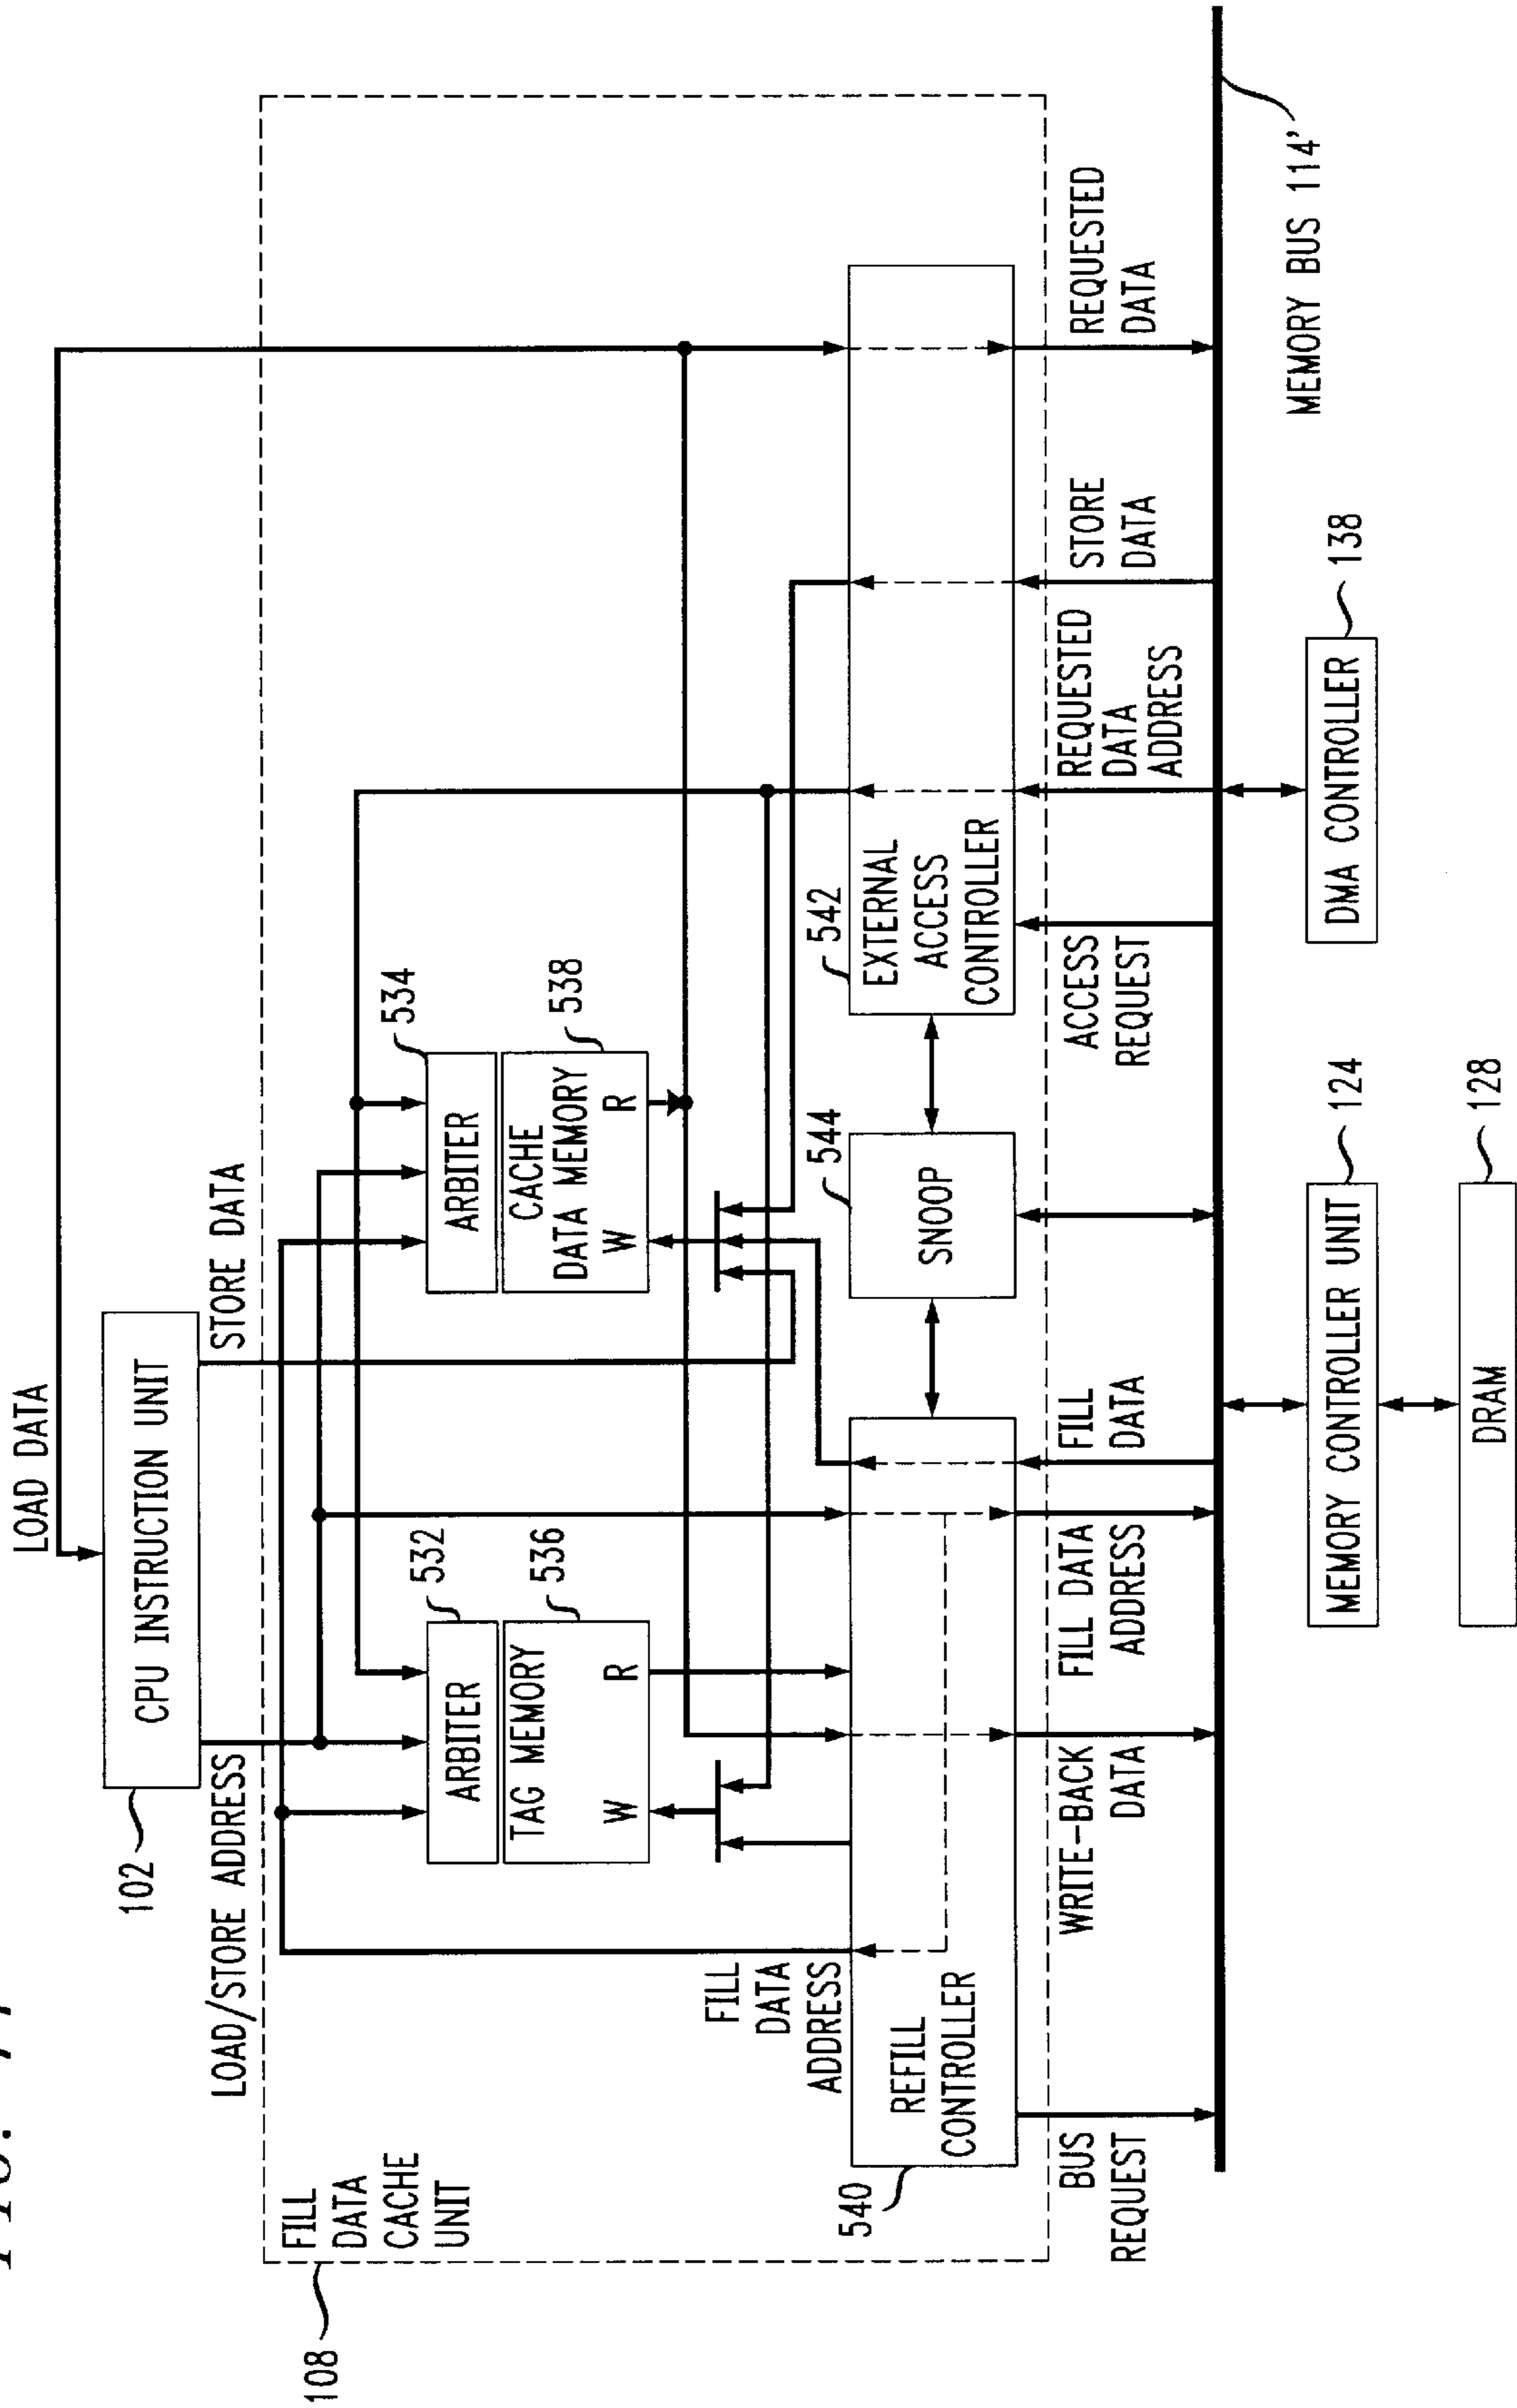 LOAD DATA
102
CPU INSTRUCTION UNIT
LOAD/STORE ADDRESS
STORE DATA
108
FILL
DATA
CACHE
UNIT
532
ARBITER
534
ARBITER
536
TAG MEMORY
W
R
538
CACHE
DATA MEMORY
W
R
FILL
DATA
ADDRESS
540
REFILL
CONTROLLER
544
SNOOP
542
EXTERNAL
ACCESS
CONTROLLER
BUS
REQUEST
WRITE-BACK
DATA
FILL DATA
ADDRESS
FILL
DATA
ACCESS
REQUEST
REQUESTED
DATA
ADDRESS
STORE
DATA
REQUESTED
DATA
MEMORY BUS 114'
MEMORY CONTROLLER UNIT
124
DMA CONTROLLER
138
DRAM
128